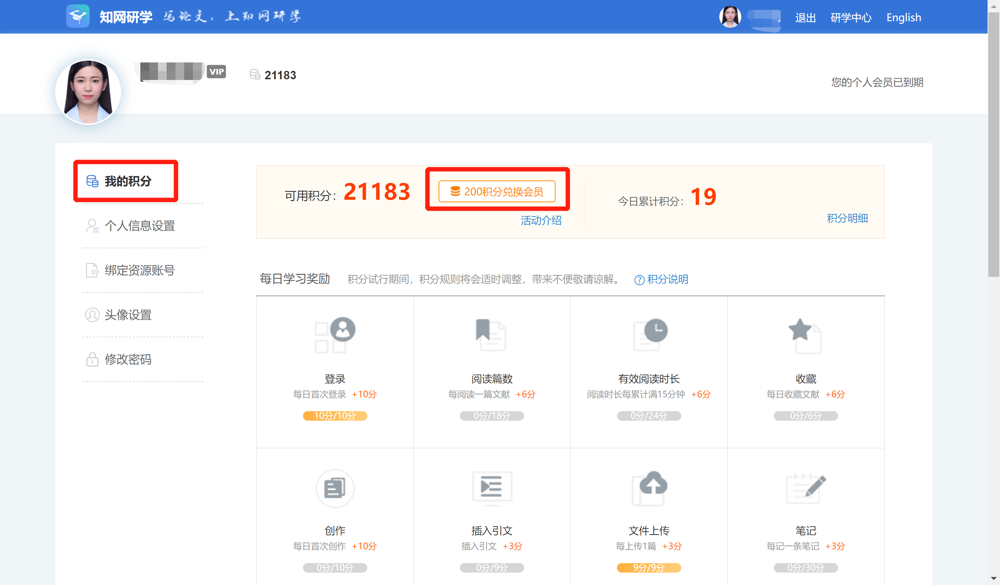 知网研学 写论文，上知网研学
退出 研学中心 English
VIP 21183
您的个人会员已到期
我的积分
个人信息设置
绑定资源账号
头像设置
修改密码
可用积分：21183
200积分兑换会员
活动介绍
今日累计积分：19
积分明细
每日学习奖励 积分试行期间，积分规则将会适时调整，带来不便敬请谅解。 ? 积分说明
登录
每日首次登录 +10分
10分/10分
阅读篇数
每阅读一篇文献 +6分
0分/18分
有效阅读时长
阅读时长每累计满15分钟 +6分
0分/24分
收藏
每日收藏文献 +6分
0分/6分
创作
每日首次创作 +10分
0分/10分
插入引文
插入引文 +3分
0分/9分
文件上传
每上传1篇 +3分
9分/9分
笔记
每记一条笔记 +3分
0分/30分